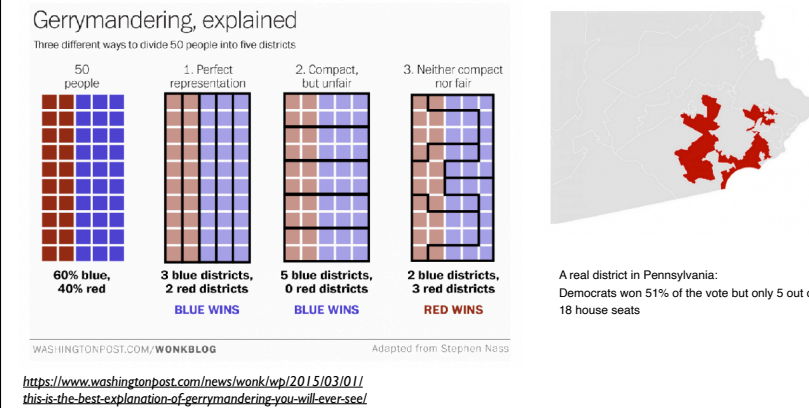 Gerrymandering, explained
Three different ways to divide 50 people into five districts
50
people
1. Perfect
representation
2. Compact,
but unfair
3. Neither compact
nor fair
60% blue,
40% red
3 blue districts,
2 red districts
5 blue districts,
0 red districts
2 blue districts,
3 red districts
BLUE WINS
BLUE WINS
RED WINS
WASHINGTONPOST.COM/WONKBLOG
Adapted from Stephen Nass
https://www.washingtonpost.com/news/wonk/wp/2015/03/01/
this-is-the-best-explanation-of-gerrymandering-you-will-ever-see/
A real district in Pennsylvania:
Democrats won 51% of the vote but only 5 out
18 house seats